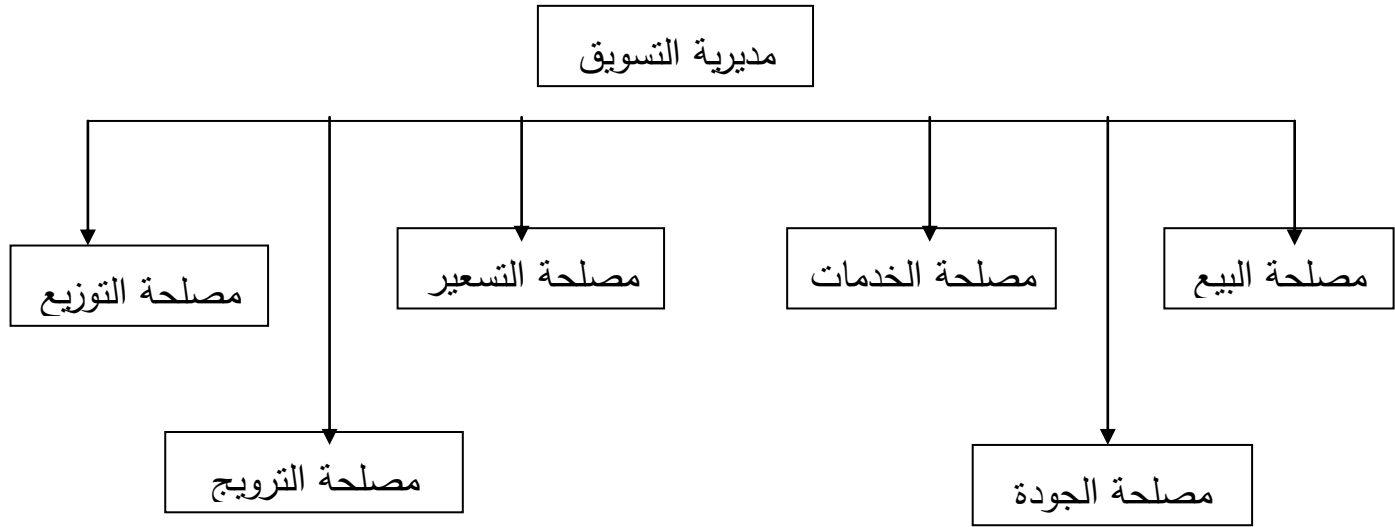 مديرية التسويق
مصلحة البيع
مصلحة الخدمات
مصلحة التسعير
مصلحة التوزيع
مصلحة الجودة
مصلحة الترويج